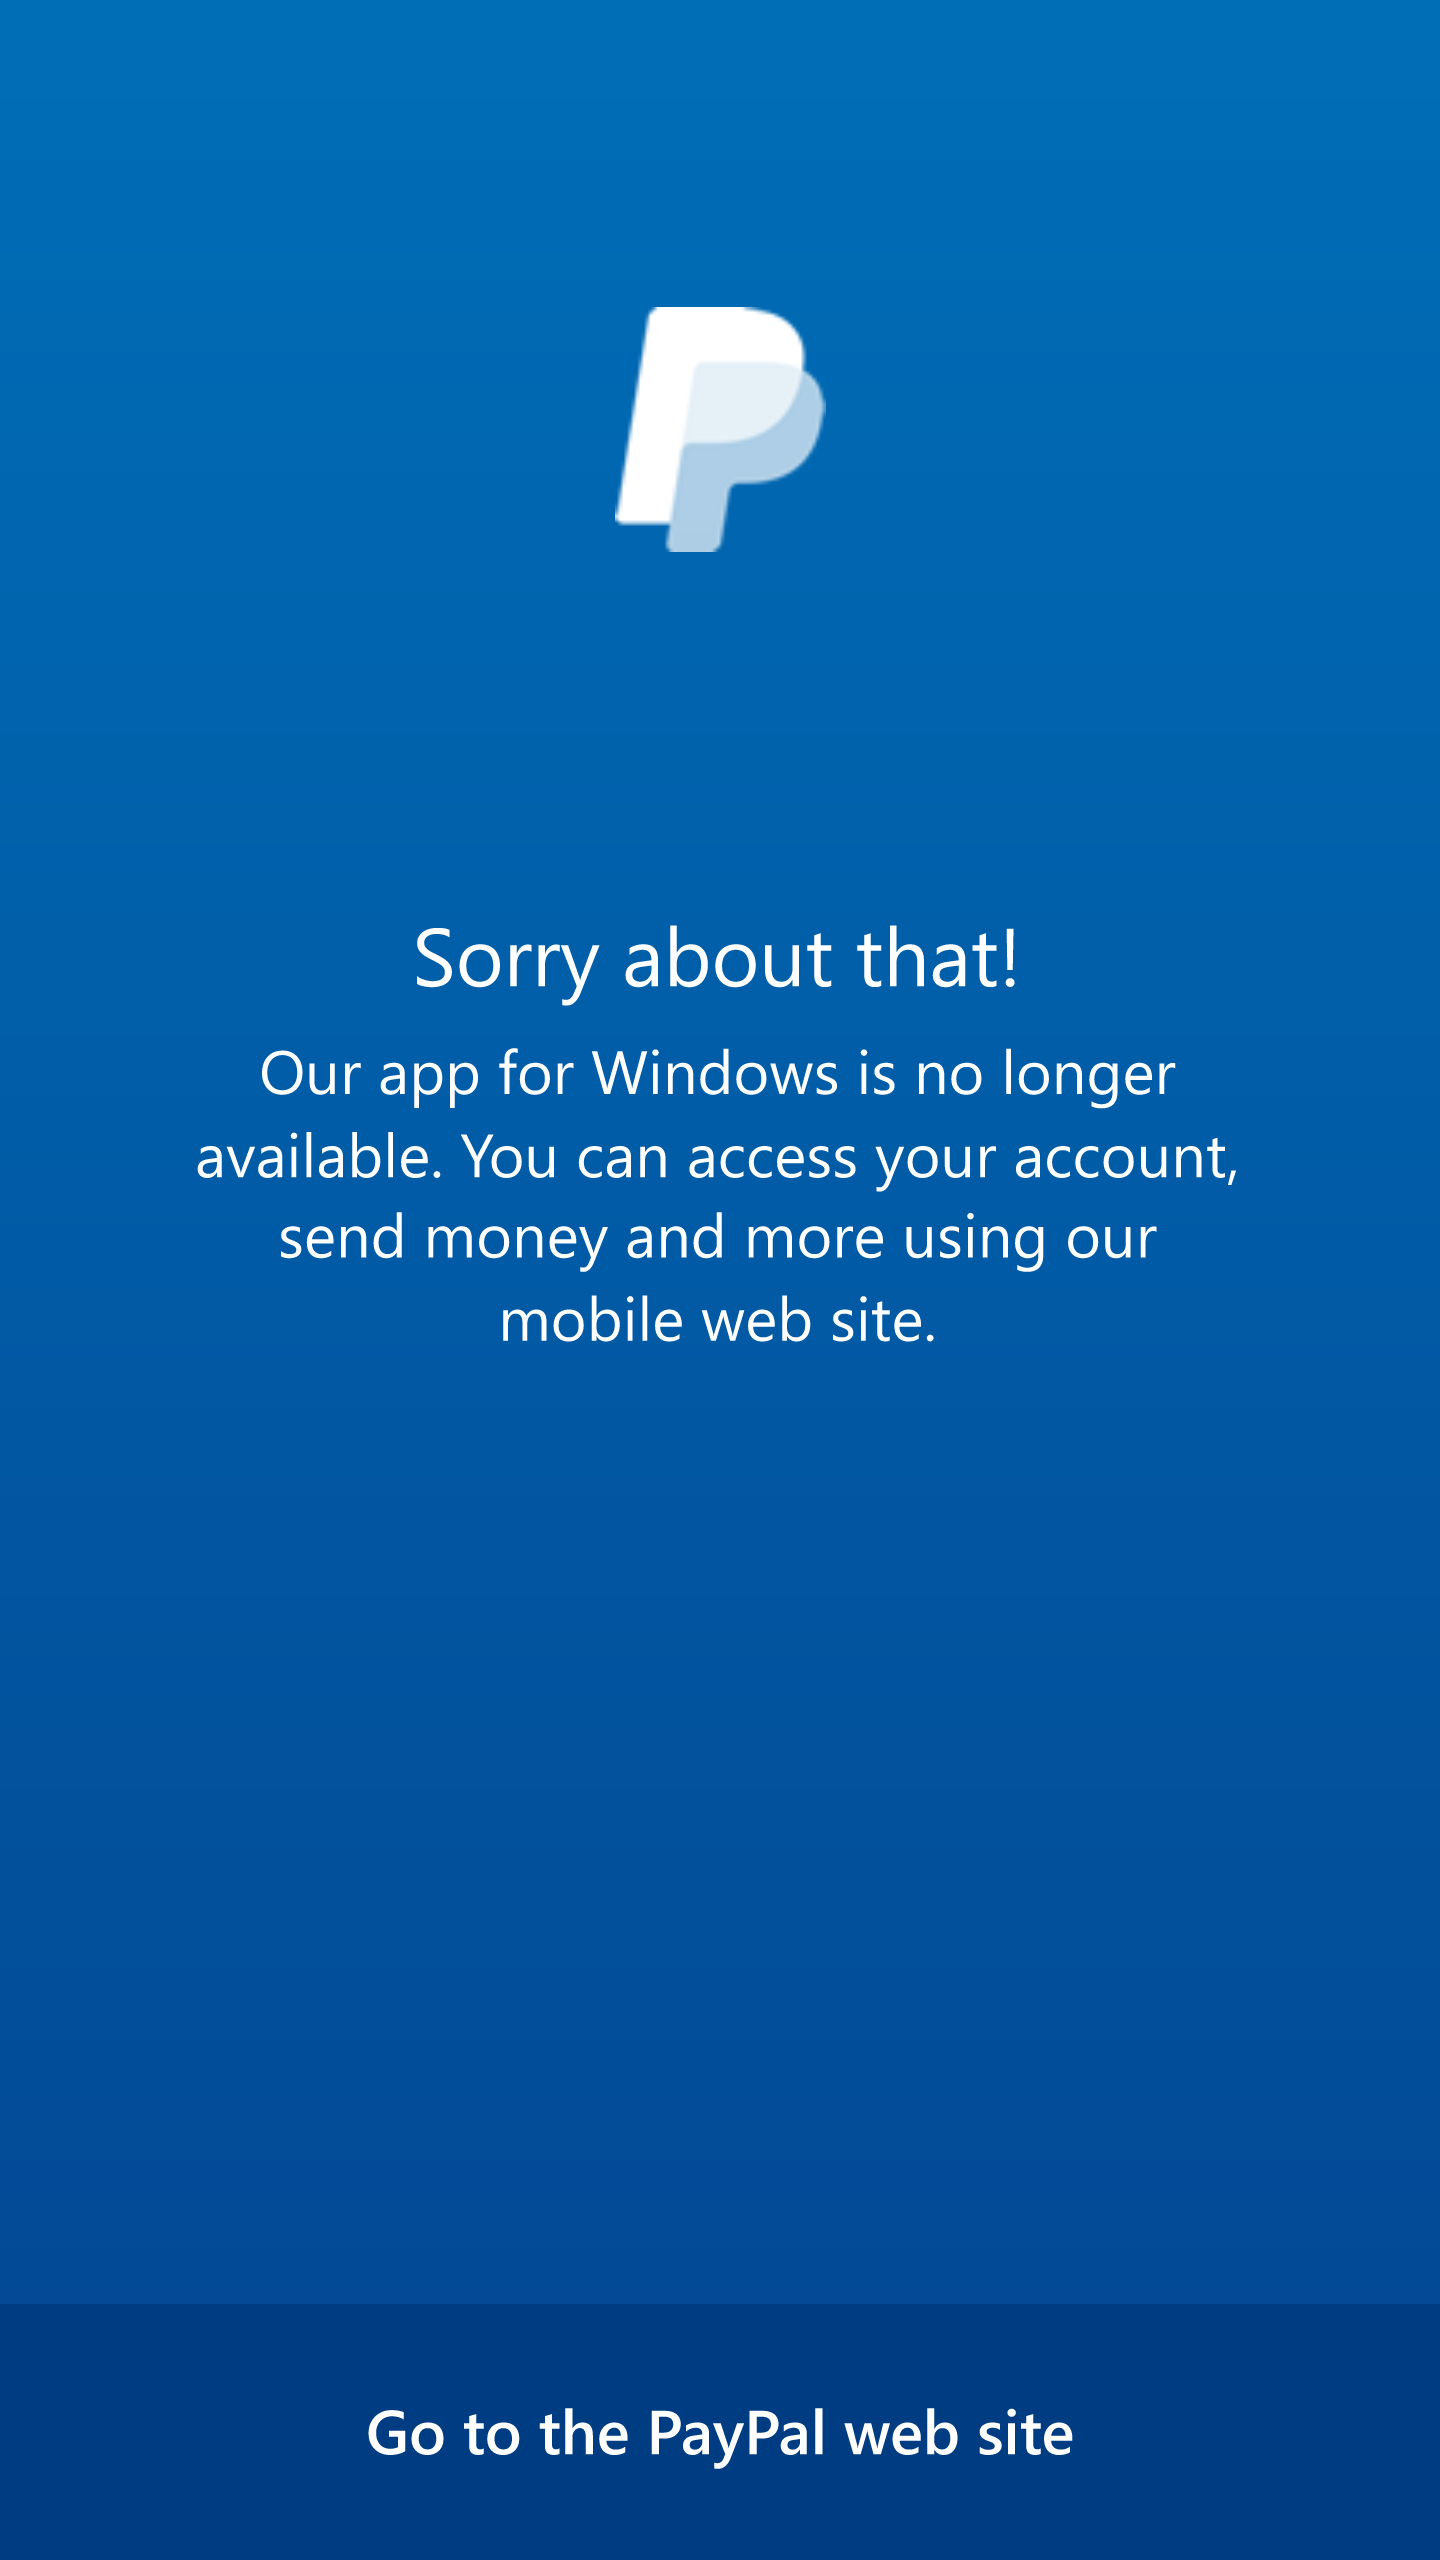 Sorry about that!
Our app for Windows is no longer
available. You can access your account,
send money and more using our
mobile web site.
Go to the PayPal web site